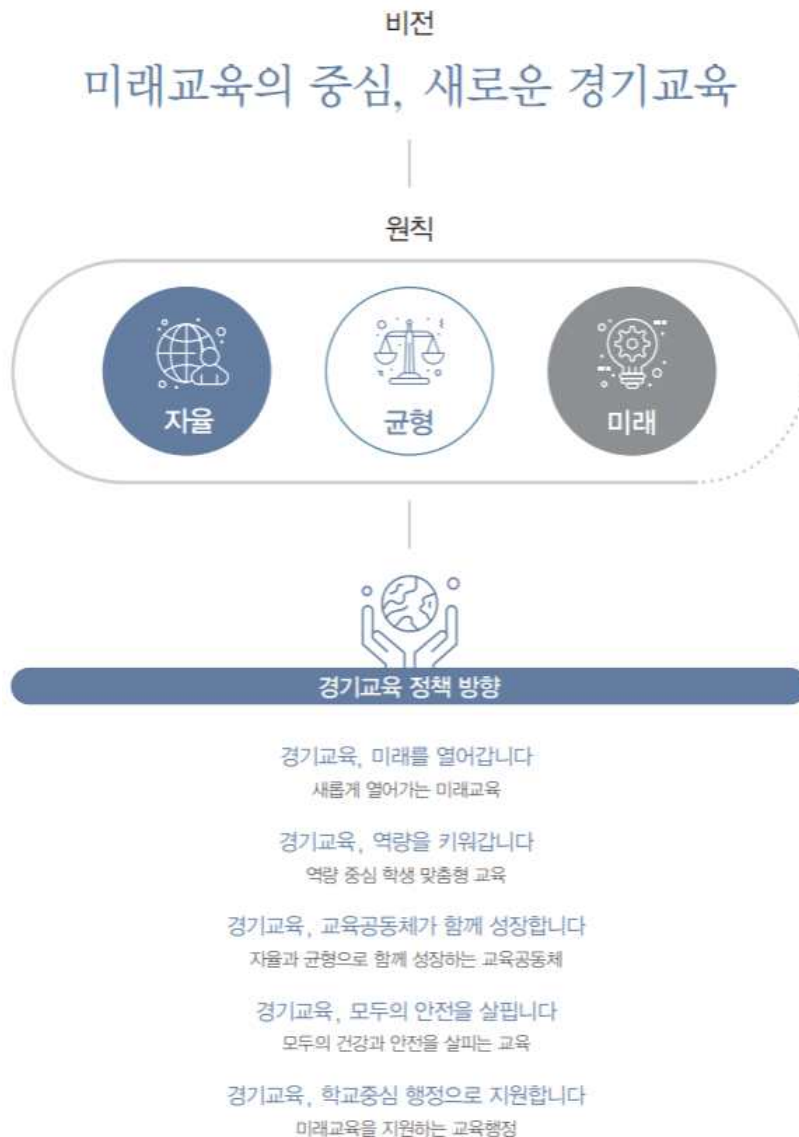 비전
미래교육의 중심, 새로운 경기교육
원칙
자율
균형
미래
경기교육 정책 방향
경기교육, 미래를 열어갑니다
새롭게 열어가는 미래교육
경기교육, 역량을 키워갑니다
역량 중심 학생 맞춤형 교육
경기교육, 교육공동체가 함께 성장합니다
자율과 균형으로 함께 성장하는 교육공동체
경기교육, 모두의 안전을 살핍니다
모두의 건강과 안전을 살피는 교육
경기교육, 학교중심 행정으로 지원합니다
미래교육을 지원하는 교육행정